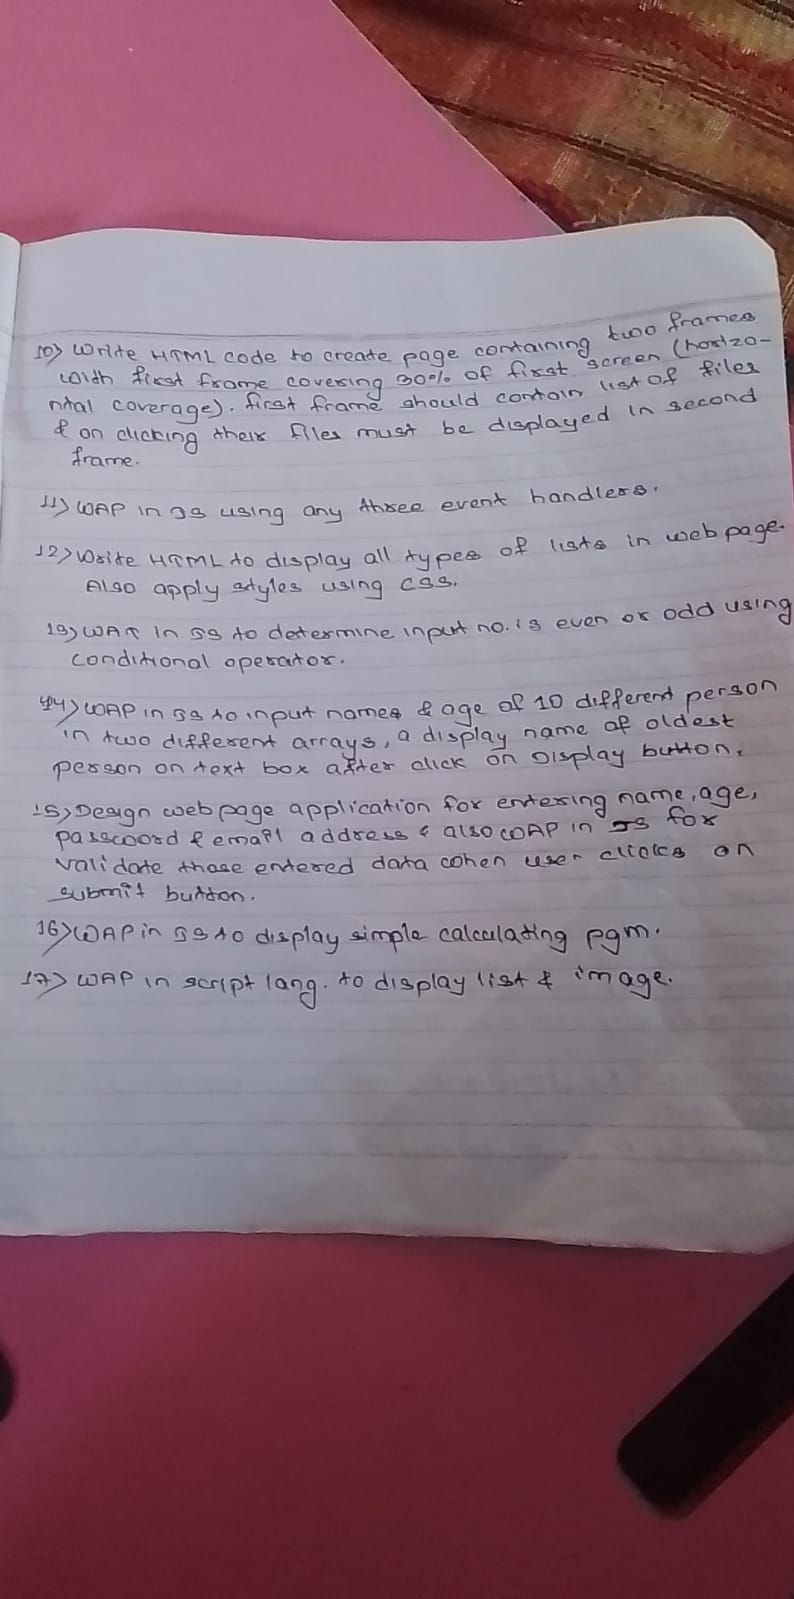 10) Write HTML code to create page containing two frames
with first frame covering 30% of first screen (horizo-
ntal coverage). first frame should contain list of files
& on clicking their files must be displayed in second
frame.
11) WAP in JS using any three event handlers.
12) Write HTML to display all types of lists in web page.
Also apply styles using CSS.
13) WAP in JS to determine input no. is even or odd using
conditional operator.
14) WAP in JS to input names & age of 10 different person
in two different arrays, a display name of oldest
person on text box after click on Display button.
15) Design web page application for entering name, age,
password & email address & also WAP in JS for
validate those entered data when user clicks on
submit button.
16) WAP in JS to display simple calculating pgm.
17) WAP in script lang. to display list & image.